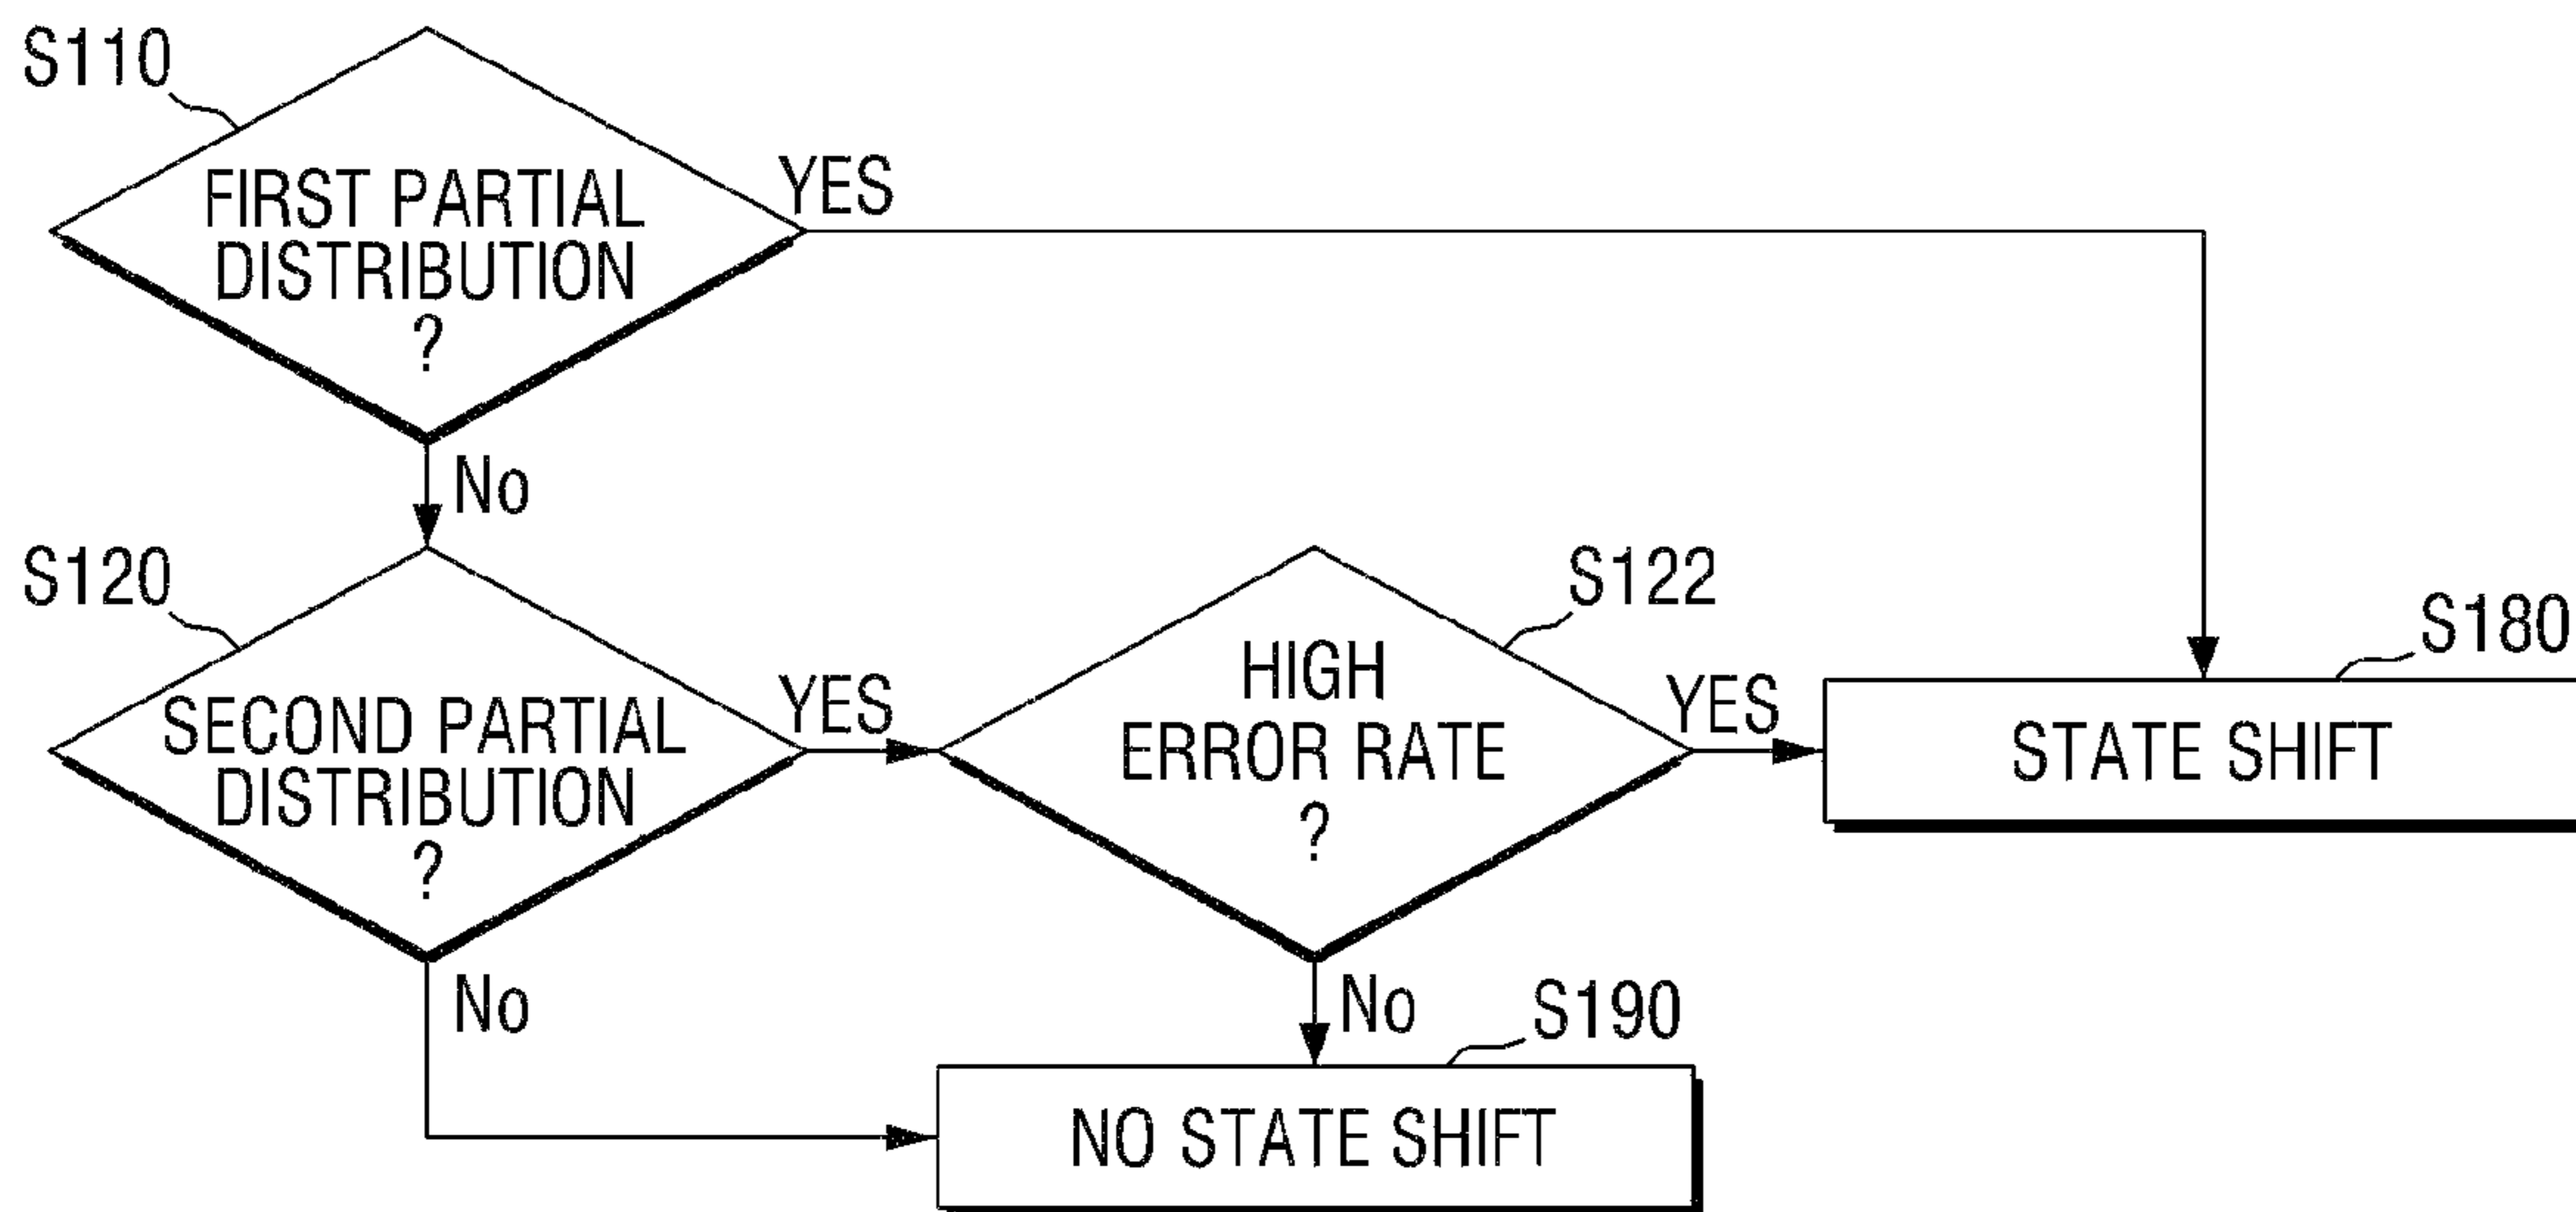 S110
FIRST PARTIAL
DISTRIBUTION
?
YES
No
S120
SECOND PARTIAL
DISTRIBUTION
?
YES
No
S122
HIGH
ERROR RATE
?
YES
No
S180
STATE SHIFT
S190
NO STATE SHIFT